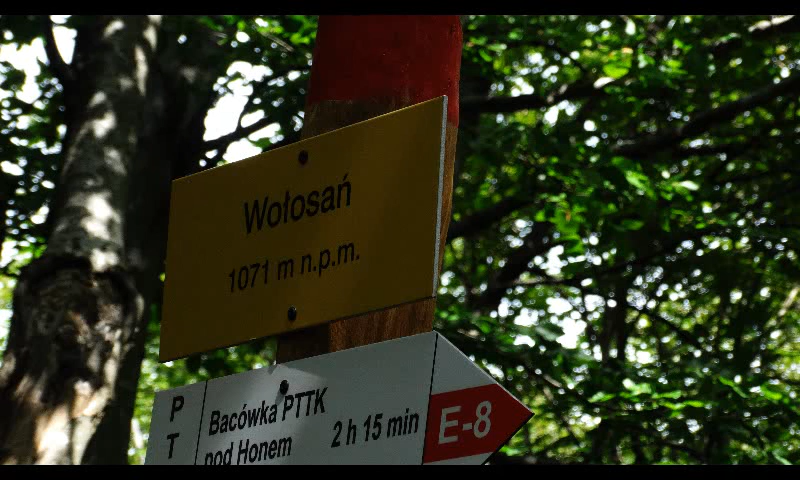 Wołosań
1071 m n.p.m.
P
T
Bacówka PTTK
pod Honem
2 h 15 min
E-8